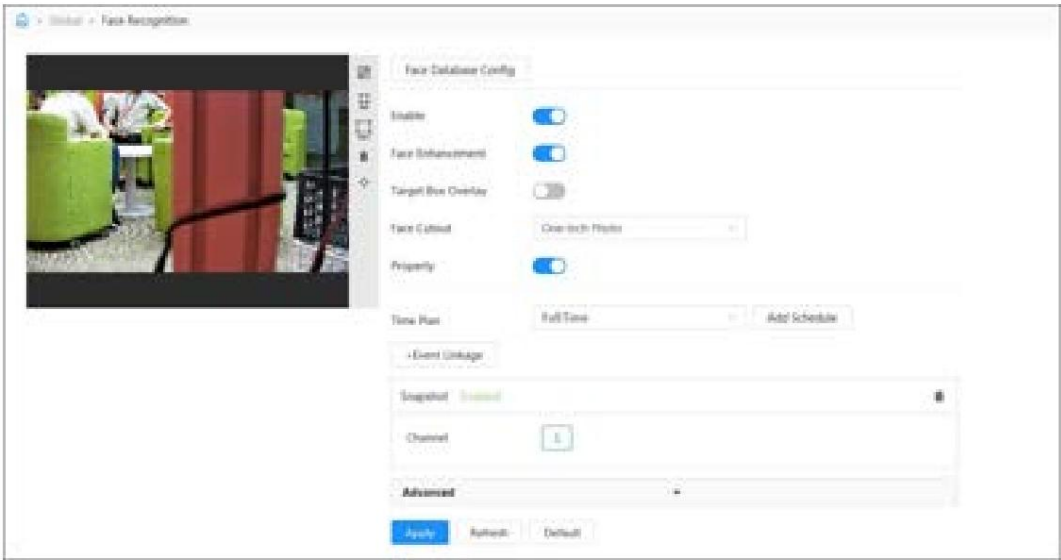 Global > Face Recognition
Face Database Config
Enable
Face Enhancement
Target Box Overlay
Face Cutout One-inch Photo
Property
Time Plan Full Time Add Schedule
+Event Linkage
Snapshot Enabled
Channel 1
Advanced
Apply Refresh Default